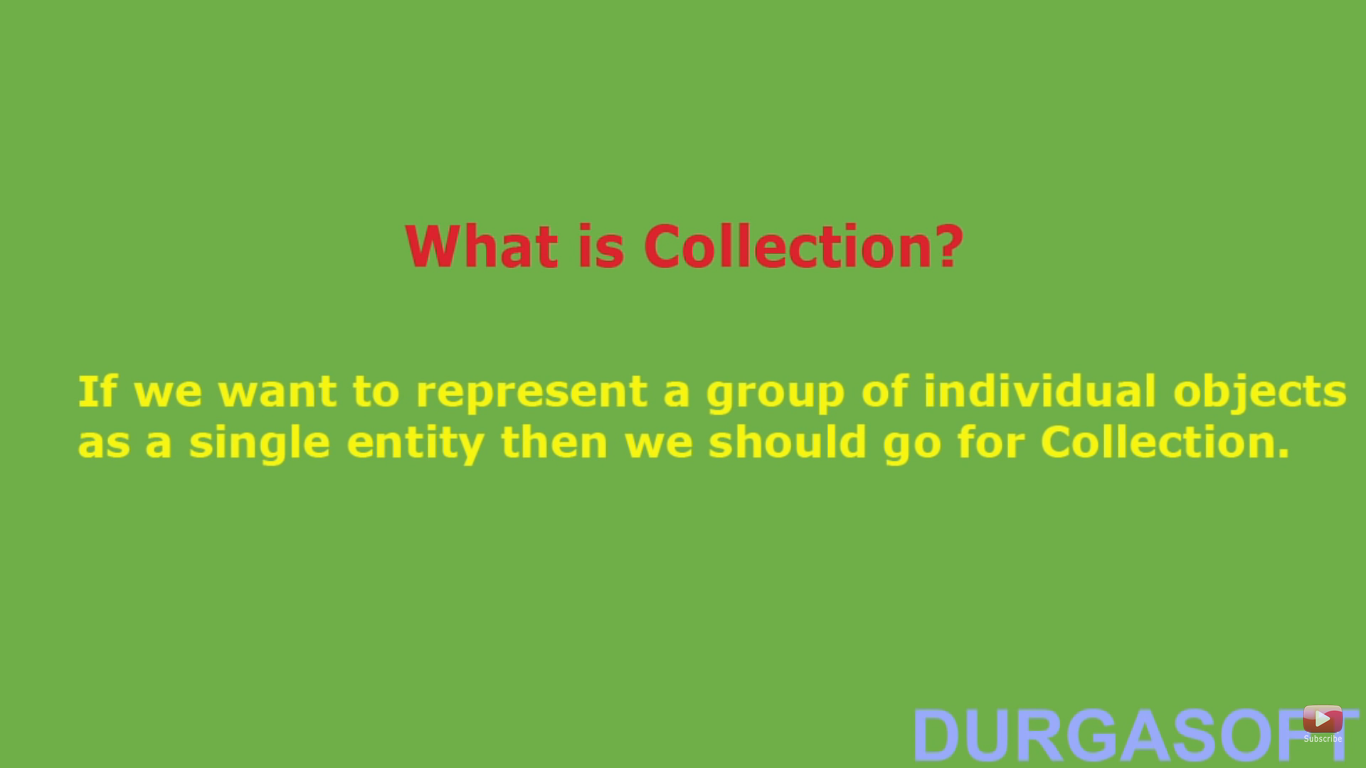 What is Collection?
If we want to represent a group of individual objects
as a single entity then we should go for Collection.
DURGASOFT
Subscribe